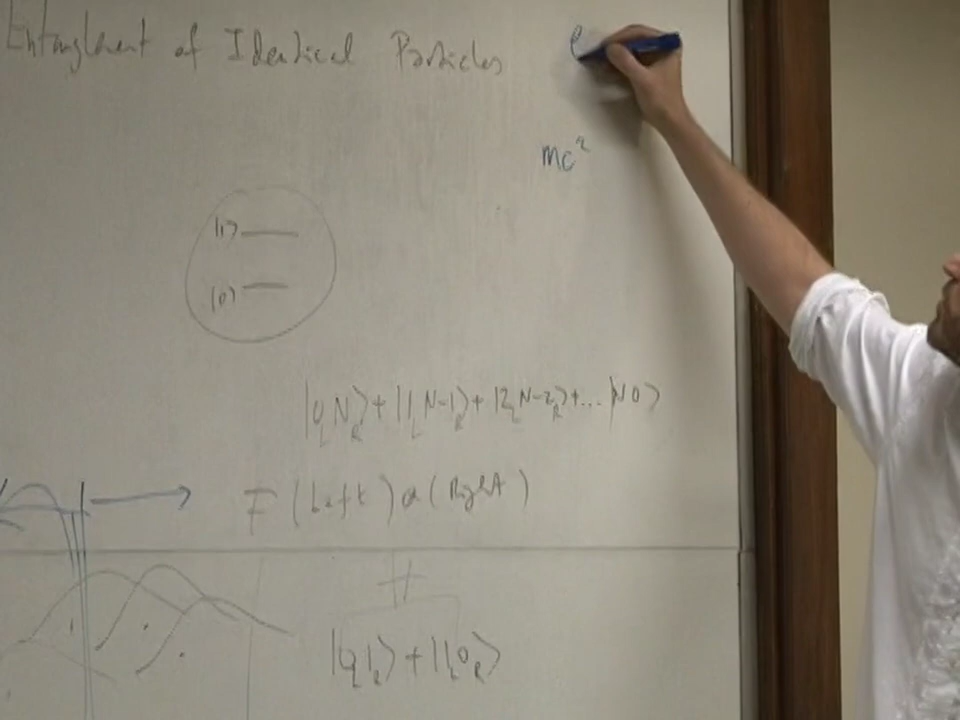 Entanglement of Identical Particles
e
mc²
|1⟩
|0⟩
|0_L N_R⟩ + |1_L N-1_R⟩ + |2_L N-2_R⟩ + ... |N 0⟩
F (Left) a (Right)
|0_L 1_R⟩ + |1_L 0_R⟩